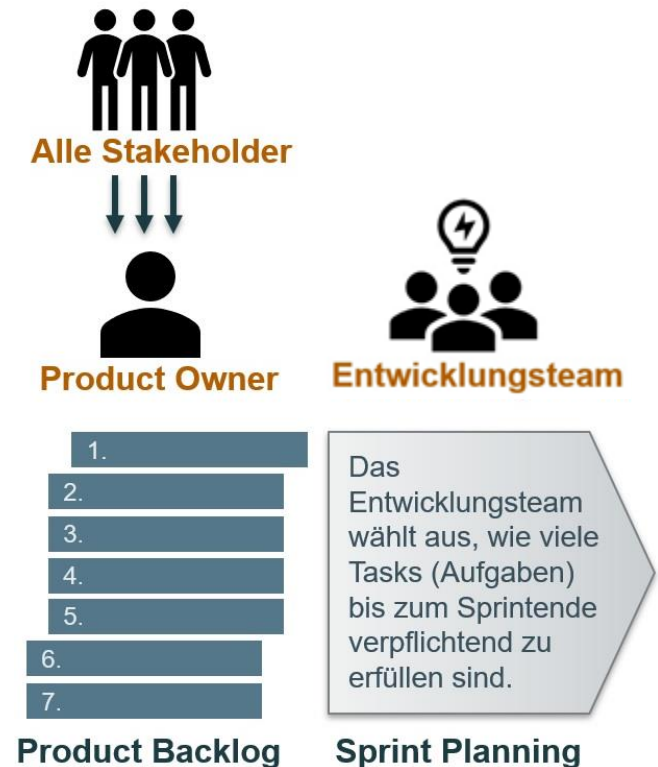 Alle Stakeholder
Product Owner
Entwicklungsteam
1.
2.
3.
4.
5.
6.
7.
Das
Entwicklungsteam
wählt aus, wie viele
Tasks (Aufgaben)
bis zum Sprintende
verpflichtend zu
erfüllen sind.
Product Backlog
Sprint Planning